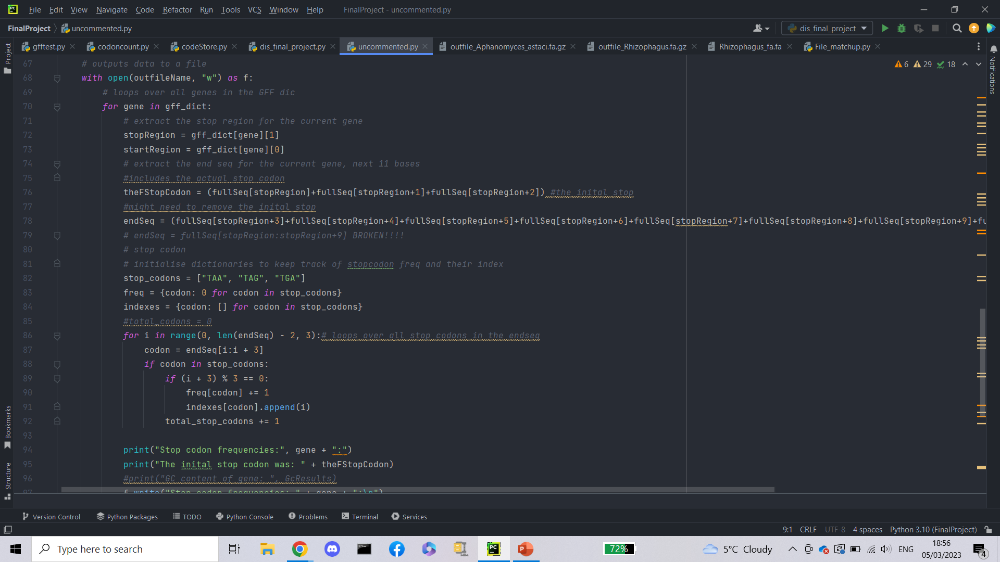 File Edit View Navigate Code Refactor Run Tools VCS Window Help FinalProject - uncommented.py
FinalProject uncommented.py dis_final_project
gfftest.py codoncount.py codeStore.py dis_final_project.py uncommented.py outfile_Aphanomyces_astaci.fa.gz outfile_Rhizophagus.fa.gz Rhizophagus_fa.fa File_matchup.py
Project
Notifications
6 29 18
67 # outputs data to a file
68 with open(outfileName, "w") as f:
69 # loops over all genes in the GFF dic
70 for gene in gff_dict:
71 # extract the stop region for the current gene
72 stopRegion = gff_dict[gene][1]
73 startRegion = gff_dict[gene][0]
74 # extract the end seq for the current gene, next 11 bases
75 #includes the actual stop codon
76 theFStopCodon = (fullSeq[stopRegion]+fullSeq[stopRegion+1]+fullSeq[stopRegion+2]) #the inital stop
77 #might need to remove the inital stop
78 endSeq = (fullSeq[stopRegion+3]+fullSeq[stopRegion+4]+fullSeq[stopRegion+5]+fullSeq[stopRegion+6]+fullSeq[stopRegion+7]+fullSeq[stopRegion+8]+fullSeq[stopRegion+9]+fu
79 # endSeq = fullSeq[stopRegion:stopRegion+9] BROKEN!!!!
80 # stop codon
81 # initialise dictionaries to keep track of stopcodon freq and their index
82 stop_codons = ["TAA", "TAG", "TGA"]
83 freq = {codon: 0 for codon in stop_codons}
84 indexes = {codon: [] for codon in stop_codons}
85 #total_codons = 0
86 for i in range(0, len(endSeq) - 2, 3):# loops over all stop codons in the endseq
87 codon = endSeq[i:i + 3]
88 if codon in stop_codons:
89 if (i + 3) % 3 == 0:
90 freq[codon] += 1
91 indexes[codon].append(i)
92 total_stop_codons += 1
93
94 print("Stop codon frequencies:", gene + ":")
95 print("The inital stop codon was: " + theFStopCodon)
96 #print("GC content of gene: ", GcResults)
97 f.write("Stop codon frequencies: " + gene + ":\n")
Bookmarks
Structure
Version Control Python Packages TODO Python Console Problems Terminal Services
9:1 CRLF UTF-8 4 spaces Python 3.10 (FinalProject)
Type here to search 72% 5°C Cloudy ENG 18:56
05/03/2023 4